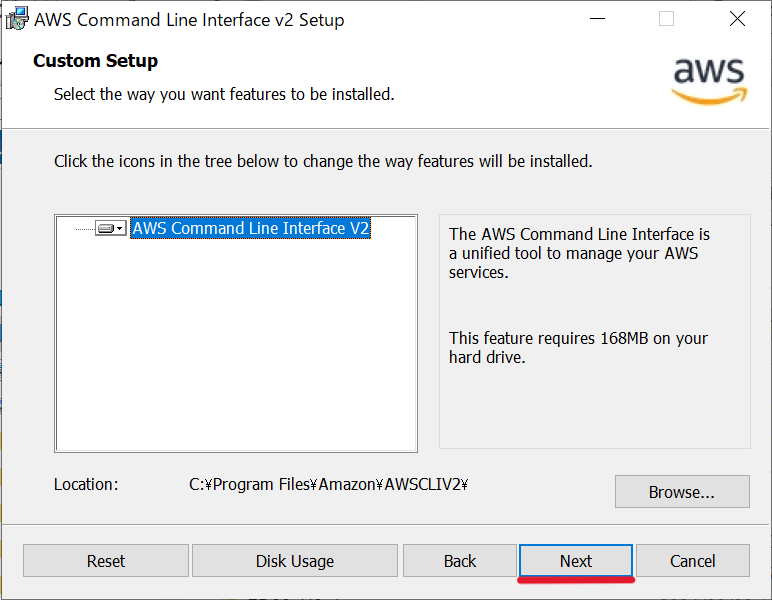 AWS Command Line Interface v2 Setup
Custom Setup
Select the way you want features to be installed.
aws
Click the icons in the tree below to change the way features will be installed.
AWS Command Line Interface V2
The AWS Command Line Interface is
a unified tool to manage your AWS
services.
This feature requires 168MB on your
hard drive.
Location: C:¥Program Files¥Amazon¥AWSCLIV2¥
Browse...
Reset Disk Usage Back Next Cancel